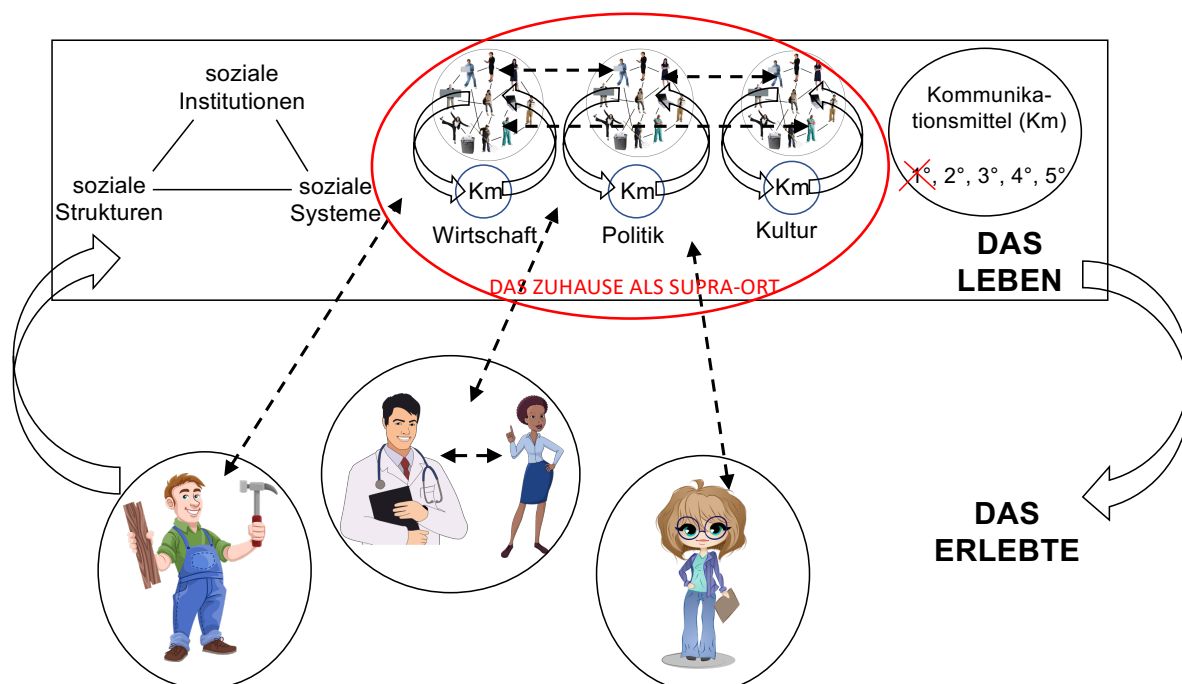 soziale
Institutionen
soziale
Strukturen
soziale
Systeme
Km
Km
Km
Wirtschaft
Politik
Kultur
DAS ZUHAUSE ALS SUPRA-ORT
Kommunika-
tionsmittel (Km)
1°, 2°, 3°, 4°, 5°
DAS
LEBEN
DAS
ERLEBTE